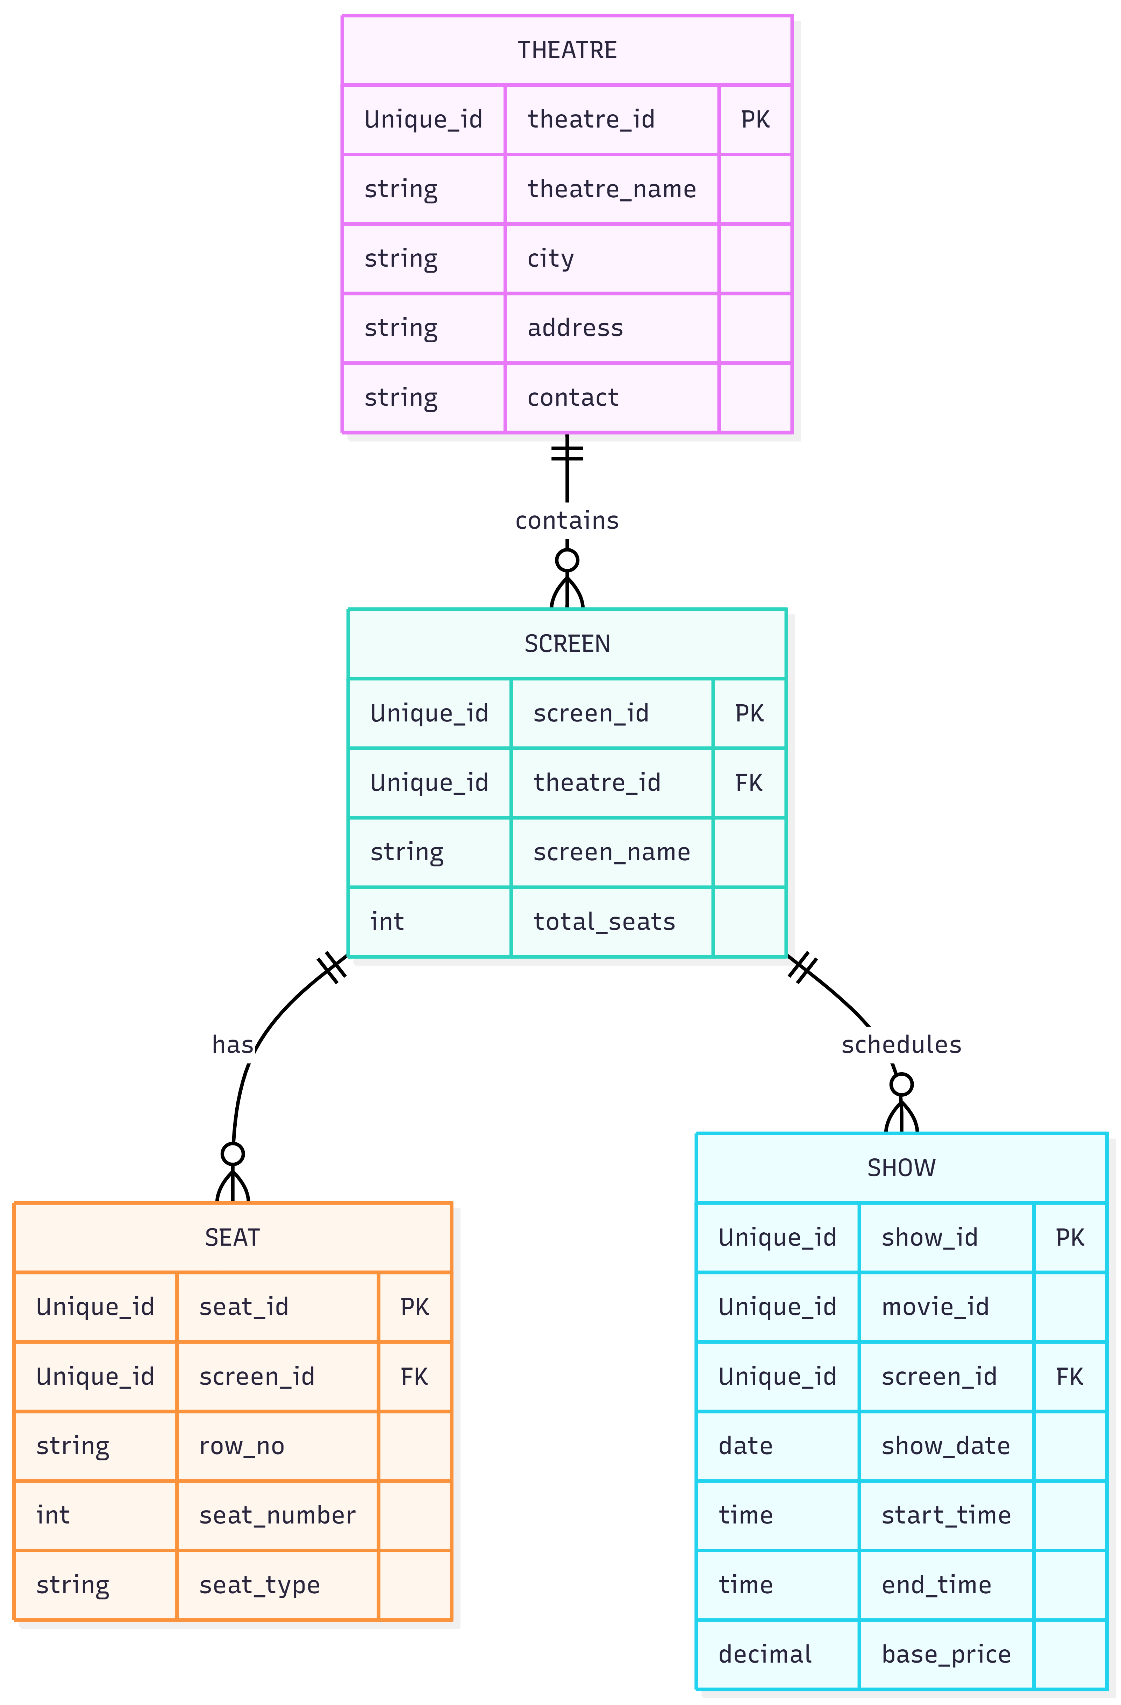 THEATRE
Unique_id theatre_id PK
string theatre_name
string city
string address
string contact
contains
SCREEN
Unique_id screen_id PK
Unique_id theatre_id FK
string screen_name
int total_seats
has
schedules
SEAT
Unique_id seat_id PK
Unique_id screen_id FK
string row_no
int seat_number
string seat_type
SHOW
Unique_id show_id PK
Unique_id movie_id
Unique_id screen_id FK
date show_date
time start_time
time end_time
decimal base_price